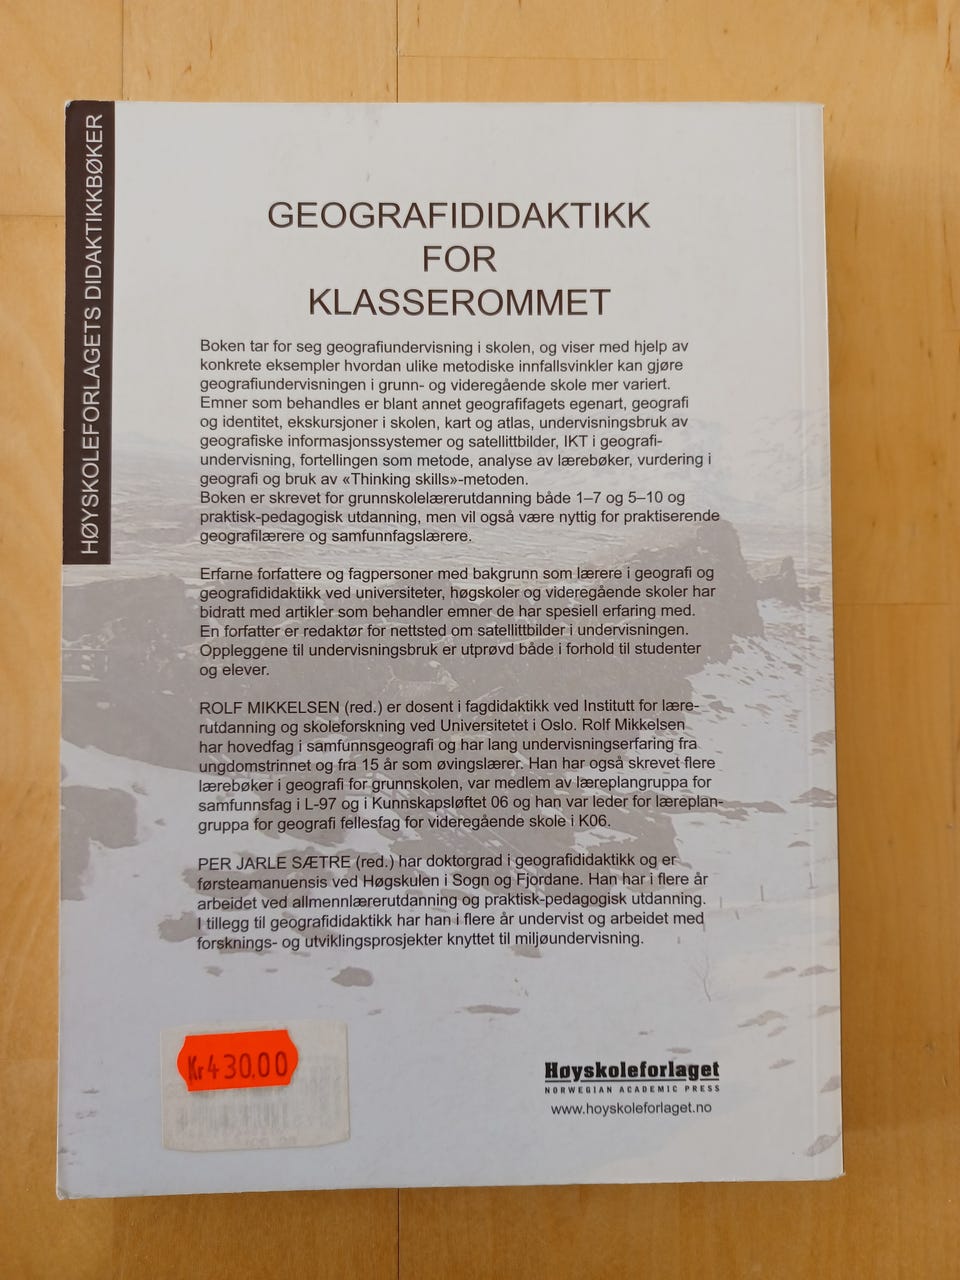 HØYSKOLEFORLAGETS DIDAKTIKKBØKER
GEOGRAFIDIDAKTIKK
FOR
KLASSEROMMET
Boken tar for seg geografiundervisning i skolen, og viser med hjelp av
konkrete eksempler hvordan ulike metodiske innfallsvinkler kan gjøre
geografiundervisningen i grunn- og videregående skole mer variert.
Emner som behandles er blant annet geografifagets egenart, geografi
og identitet, ekskursjoner i skolen, kart og atlas, undervisningsbruk av
geografiske informasjonssystemer og satellittbilder, IKT i geografi-
undervisning, fortellingen som metode, analyse av lærebøker, vurdering i
geografi og bruk av «Thinking skills»-metoden.
Boken er skrevet for grunnskolelærerutdanning både 1–7 og 5–10 og
praktisk-pedagogisk utdanning, men vil også være nyttig for praktiserende
geografilærere og samfunnfagslærere.
Erfarne forfattere og fagpersoner med bakgrunn som lærere i geografi og
geografididaktikk ved universiteter, høgskoler og videregående skoler har
bidratt med artikler som behandler emner de har spesiell erfaring med.
En forfatter er redaktør for nettsted om satellittbilder i undervisningen.
Oppleggene til undervisningsbruk er utprøvd både i forhold til studenter
og elever.
ROLF MIKKELSEN (red.) er dosent i fagdidaktikk ved Institutt for lære-
rutdanning og skoleforskning ved Universitetet i Oslo. Rolf Mikkelsen
har hovedfag i samfunnsgeografi og har lang undervisningserfaring fra
ungdomstrinnet og fra 15 år som øvingslærer. Han har også skrevet flere
lærebøker i geografi for grunnskolen, var medlem av læreplangruppa for
samfunnsfag i L-97 og i Kunnskapsløftet 06 og han var leder for læreplan-
gruppa for geografi fellesfag for videregående skole i K06.
PER JARLE SÆTRE (red.) har doktorgrad i geografididaktikk og er
førsteamanuensis ved Høgskulen i Sogn og Fjordane. Han har i flere år
arbeidet ved allmennlærerutdanning og praktisk-pedagogisk utdanning.
I tillegg til geografididaktikk har han i flere år undervist og arbeidet med
forsknings- og utviklingsprosjekter knyttet til miljøundervisning.
Kr430.00
Høyskoleforlaget
NORWEGIAN ACADEMIC PRESS
www.hoyskoleforlaget.no